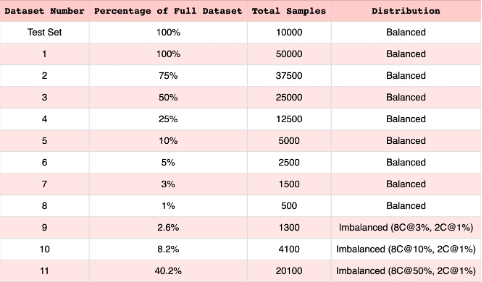 Dataset Number Percentage of Full Dataset Total Samples Distribution
Test Set 100% 10000 Balanced
1 100% 50000 Balanced
2 75% 37500 Balanced
3 50% 25000 Balanced
4 25% 12500 Balanced
5 10% 5000 Balanced
6 5% 2500 Balanced
7 3% 1500 Balanced
8 1% 500 Balanced
9 2.6% 1300 Imbalanced (8C@3%, 2C@1%)
10 8.2% 4100 Imbalanced (8C@10%, 2C@1%)
11 40.2% 20100 Imbalanced (8C@50%, 2C@1%)